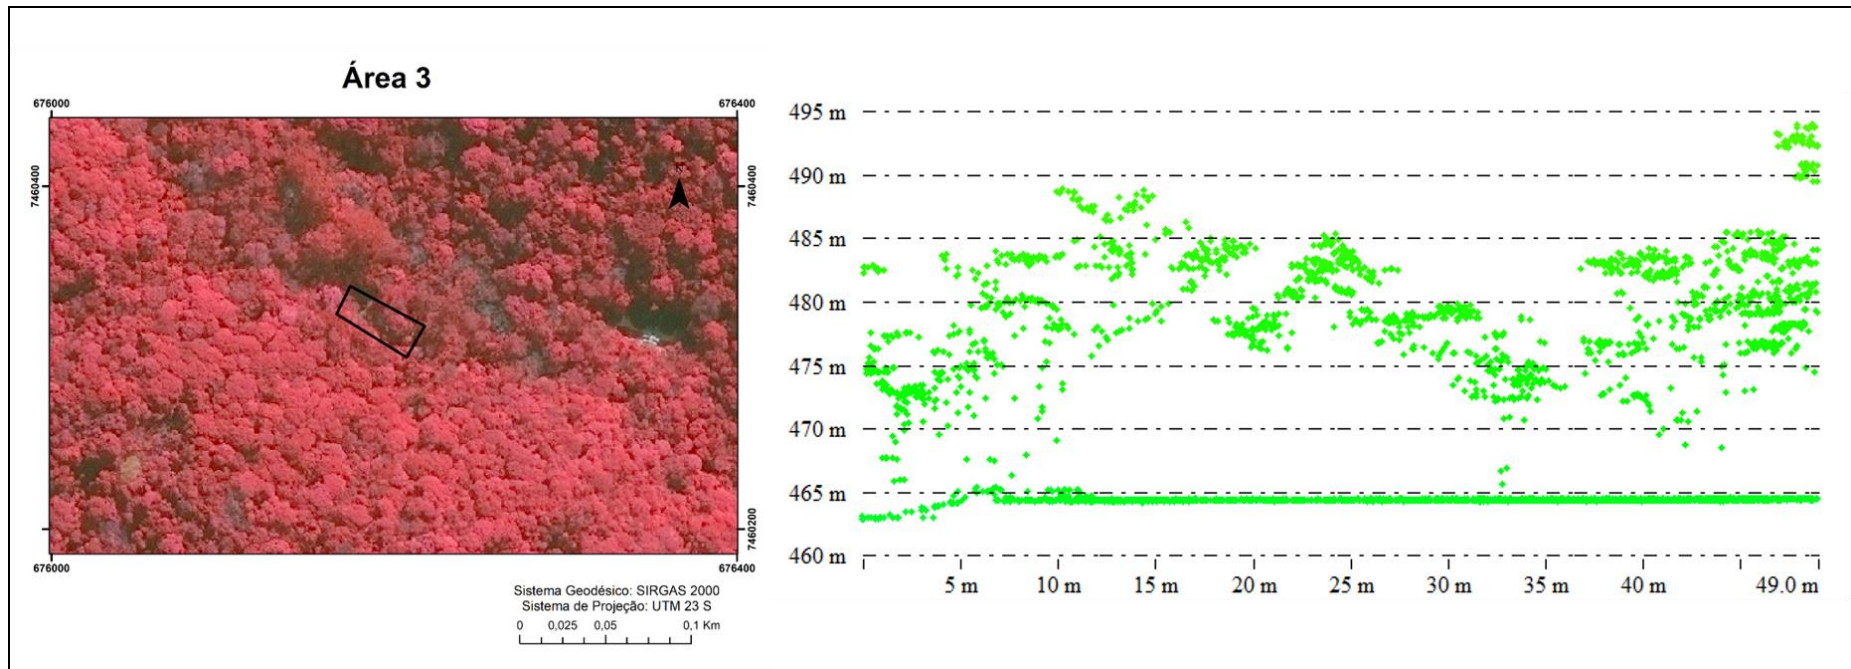 Área 3
676000
676400
7460400
7460400
7460200
676000
676400
Sistema Geodésico: SIRGAS 2000
Sistema de Projeção: UTM 23 S
0 0,025 0,05 0,1 Km
495 m
490 m
485 m
480 m
475 m
470 m
465 m
460 m
5 m 10 m 15 m 20 m 25 m 30 m 35 m 40 m 49.0 m